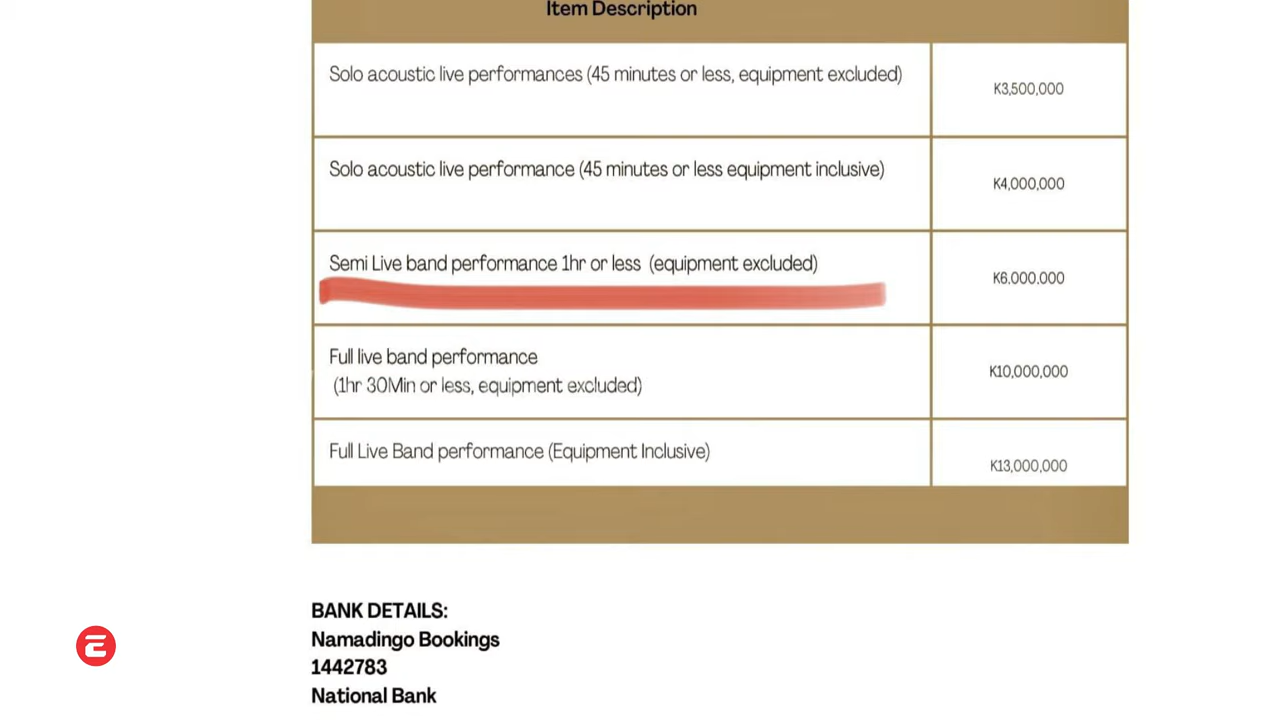 Item Description
Solo acoustic live performances (45 minutes or less, equipment excluded)
K3,500,000
Solo acoustic live performance (45 minutes or less equipment inclusive)
K4,000,000
Semi Live band performance 1hr or less (equipment excluded)
K6.000.000
Full live band performance
(1hr 30Min or less, equipment excluded)
K10,000,000
Full Live Band performance (Equipment Inclusive)
K13,000,000
BANK DETAILS:
Namadingo Bookings
1442783
National Bank